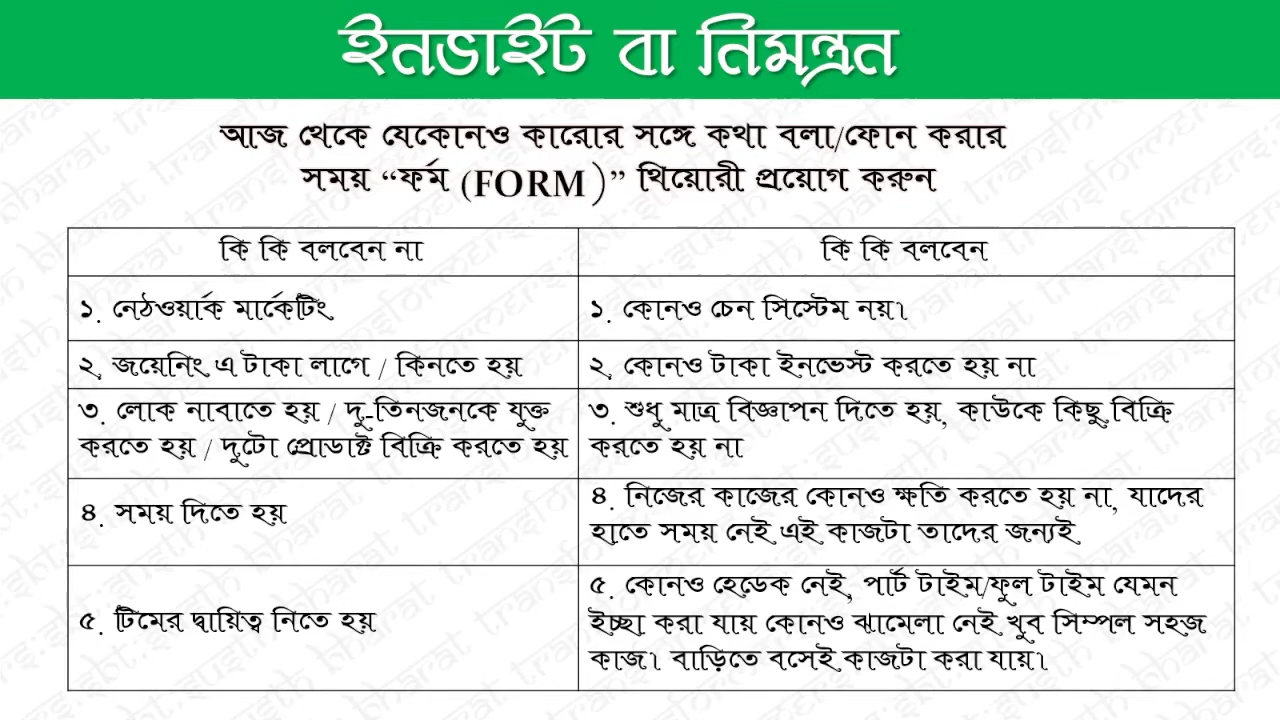 ইনভাইট বা নিমন্ত্রন
আজ থেকে যেকোনও কারোর সঙ্গে কথা বলা/ফোন করার
সময় “ফর্ম (FORM )” থিয়োরী প্রয়োগ করুন
কি কি বলবেন না
কি কি বলবেন
১. নেঠওয়ার্ক মার্কেটিং
১. কোনও চেন সিস্টেম নয়।
২. জয়েনিং এ টাকা লাগে / কিনতে হয়
২. কোনও টাকা ইনভেস্ট করতে হয় না
৩. লোক নাবাতে হয় / দু-তিনজনকে যুক্ত
করতে হয় / দুটো প্রোডাক্ট বিক্রি করতে হয়
৩. শুধু মাত্র বিজ্ঞাপন দিতে হয়, কাউকে কিছু বিক্রি
করতে হয় না
৪. সময় দিতে হয়
৪. নিজের কাজের কোনও ক্ষতি করতে হয় না, যাদের
হাতে সময় নেই এই কাজটা তাদের জন্যই
৫. টিমের দ্বায়িত্ব নিতে হয়
৫. কোনও হেডেক নেই, পার্ট টাইম/ফুল টাইম যেমন
ইচ্ছা করা যায় কোনও ঝামেলা নেই খুব সিম্পল সহজ
কাজ। বাড়িতে বসেই কাজটা করা যায়।